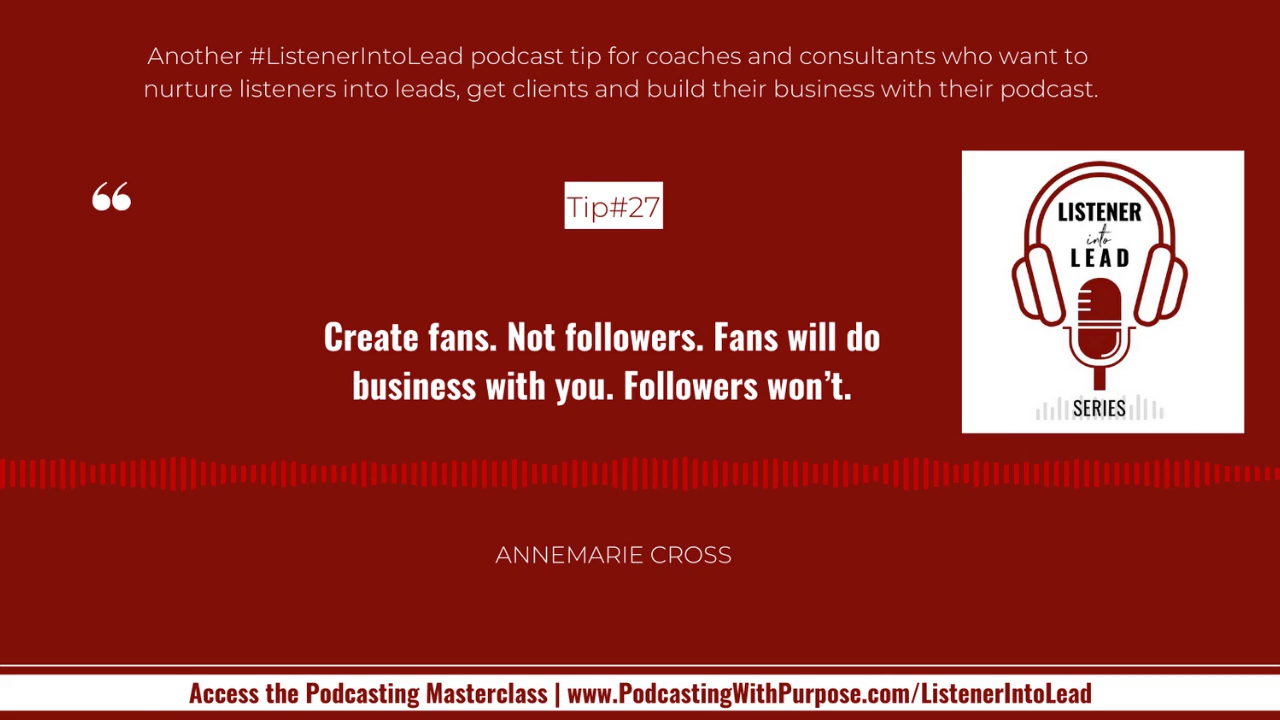 Another #ListenerIntoLead podcast tip for coaches and consultants who want to
nurture listeners into leads, get clients and build their business with their podcast.
“
Tip#27
LISTENER
into
LEAD
SERIES
Create fans. Not followers. Fans will do
business with you. Followers won’t.
ANNEMARIE CROSS
Access the Podcasting Masterclass | www.PodcastingWithPurpose.com/ListenerIntoLead